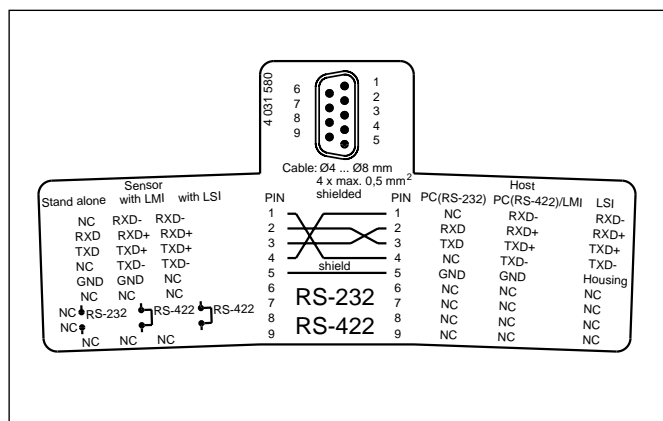 4 031 580
6 1
7 2
8 3
9 4
5
Cable: Ø4 ... Ø8 mm
4 x max. 0,5 mm²
shielded
Sensor Host
Stand alone with LMI with LSI PIN PIN PC(RS-232) PC(RS-422)/LMI LSI
NC RXD- RXD- 1 1 NC RXD- RXD-
RXD RXD+ RXD+ 2 2 RXD RXD+ RXD+
TXD TXD+ TXD+ 3 3 TXD TXD+ TXD+
NC TXD- TXD- 4 4 NC TXD- TXD-
GND GND NC 5 shield 5 GND GND Housing
NC NC NC 6 6 NC NC NC
NC RS-232 RS-422 RS-422 7 RS-232 7 NC NC NC
NC 8 RS-422 8 NC NC NC
NC NC NC 9 9 NC NC NC